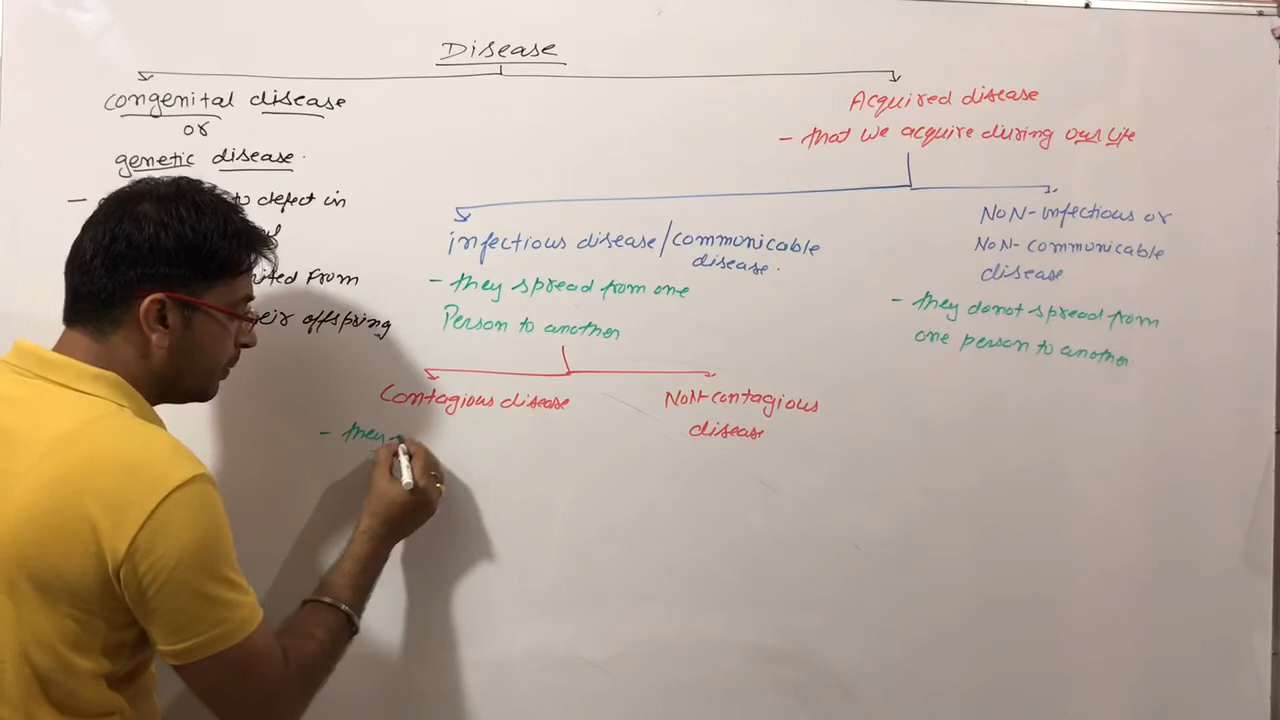 Disease
Congenital disease
or
genetic disease.
- to defect in
from
offspring
Acquired disease
- that we acquire during our life
infectious disease/communicable
disease.
- they spread from one
Person to another
NoN-infectious or
NoN-communicable
disease
- they donot spread from
one person to another
Contagious disease
- they
NoN-contagious
disease